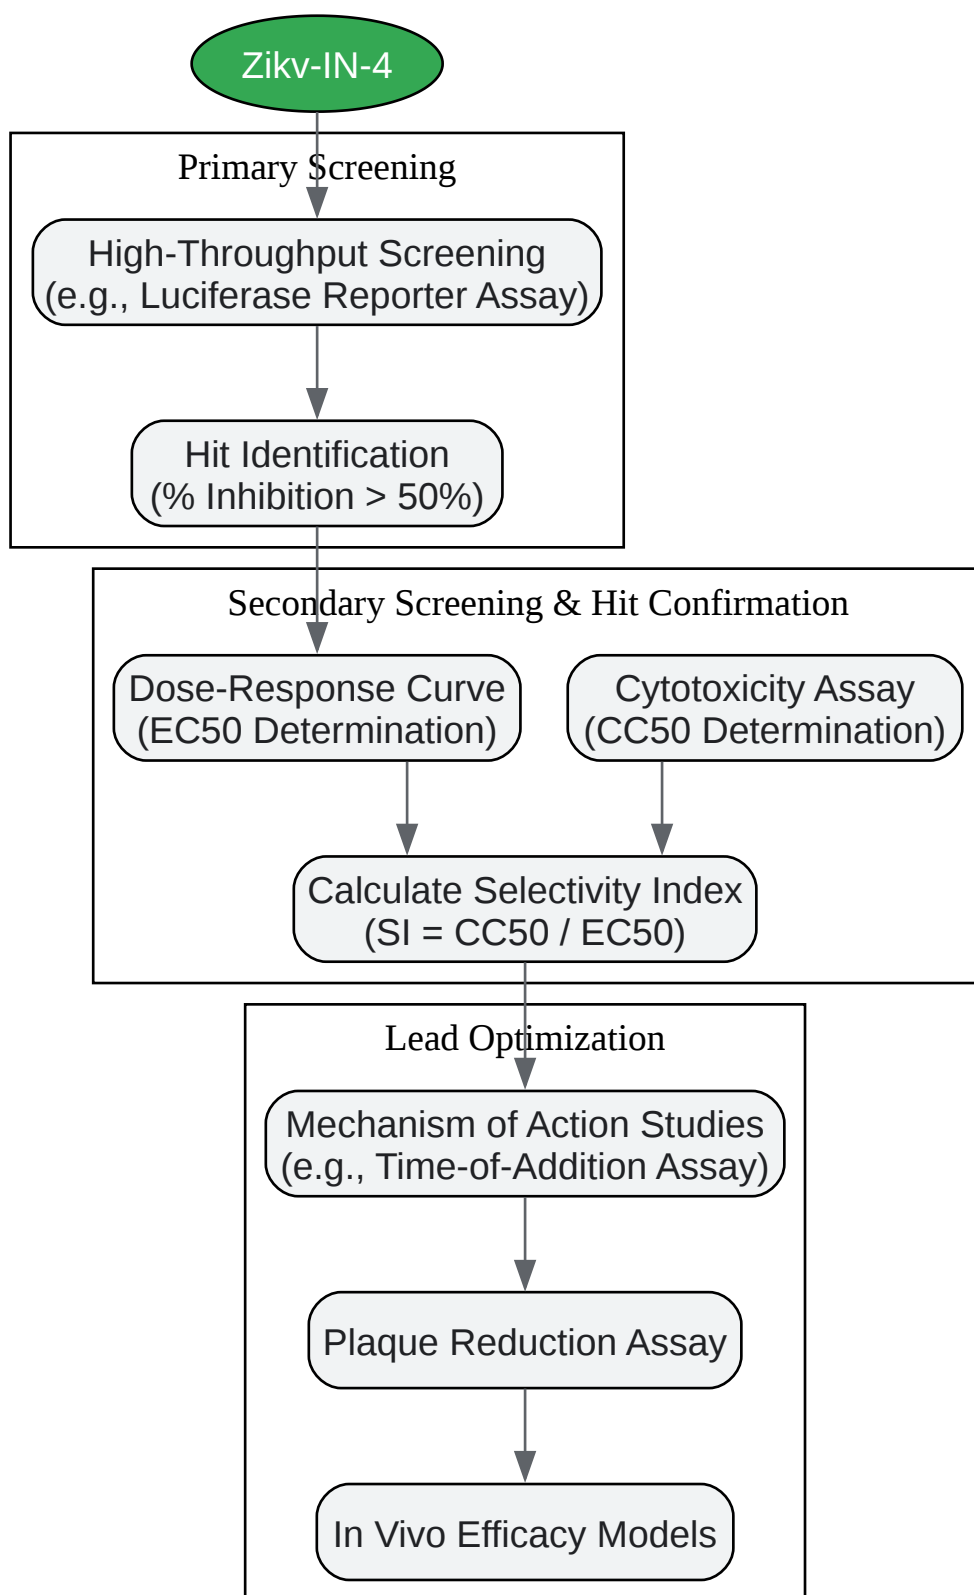 Zikv-IN-4
Primary Screening
High-Throughput Screening
(e.g., Luciferase Reporter Assay)
Hit Identification
(% Inhibition > 50%)
Secondary Screening & Hit Confirmation
Dose-Response Curve
(EC50 Determination)
Cytotoxicity Assay
(CC50 Determination)
Calculate Selectivity Index
(SI = CC50 / EC50)
Lead Optimization
Mechanism of Action Studies
(e.g., Time-of-Addition Assay)
Plaque Reduction Assay
In Vivo Efficacy Models